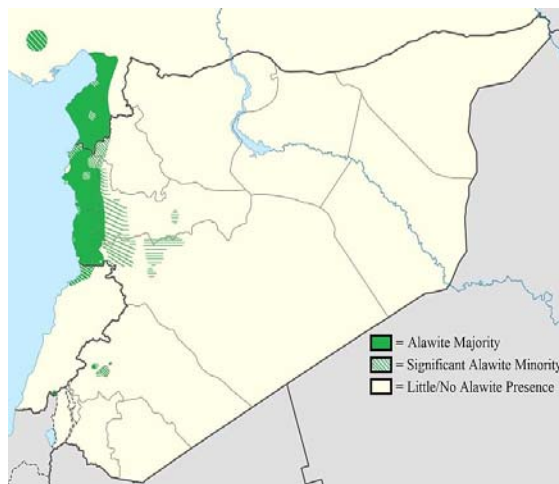 = Alawite Majority
= Significant Alawite Minority
= Little/No Alawite Presence